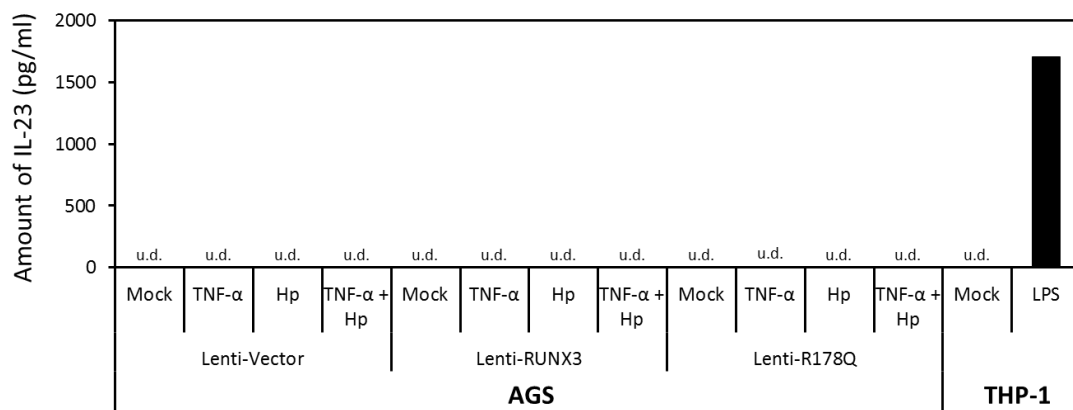 Amount of IL-23 (pg/ml)
2000
1500
1000
500
0
u.d. u.d. u.d. u.d. u.d. u.d. u.d. u.d. u.d. u.d. u.d. u.d. u.d.
Mock TNF-α Hp TNF-α + Mock TNF-α Hp TNF-α + Mock TNF-α Hp TNF-α + Mock LPS
Hp Hp Hp
Lenti-Vector Lenti-RUNX3 Lenti-R178Q
AGS THP-1